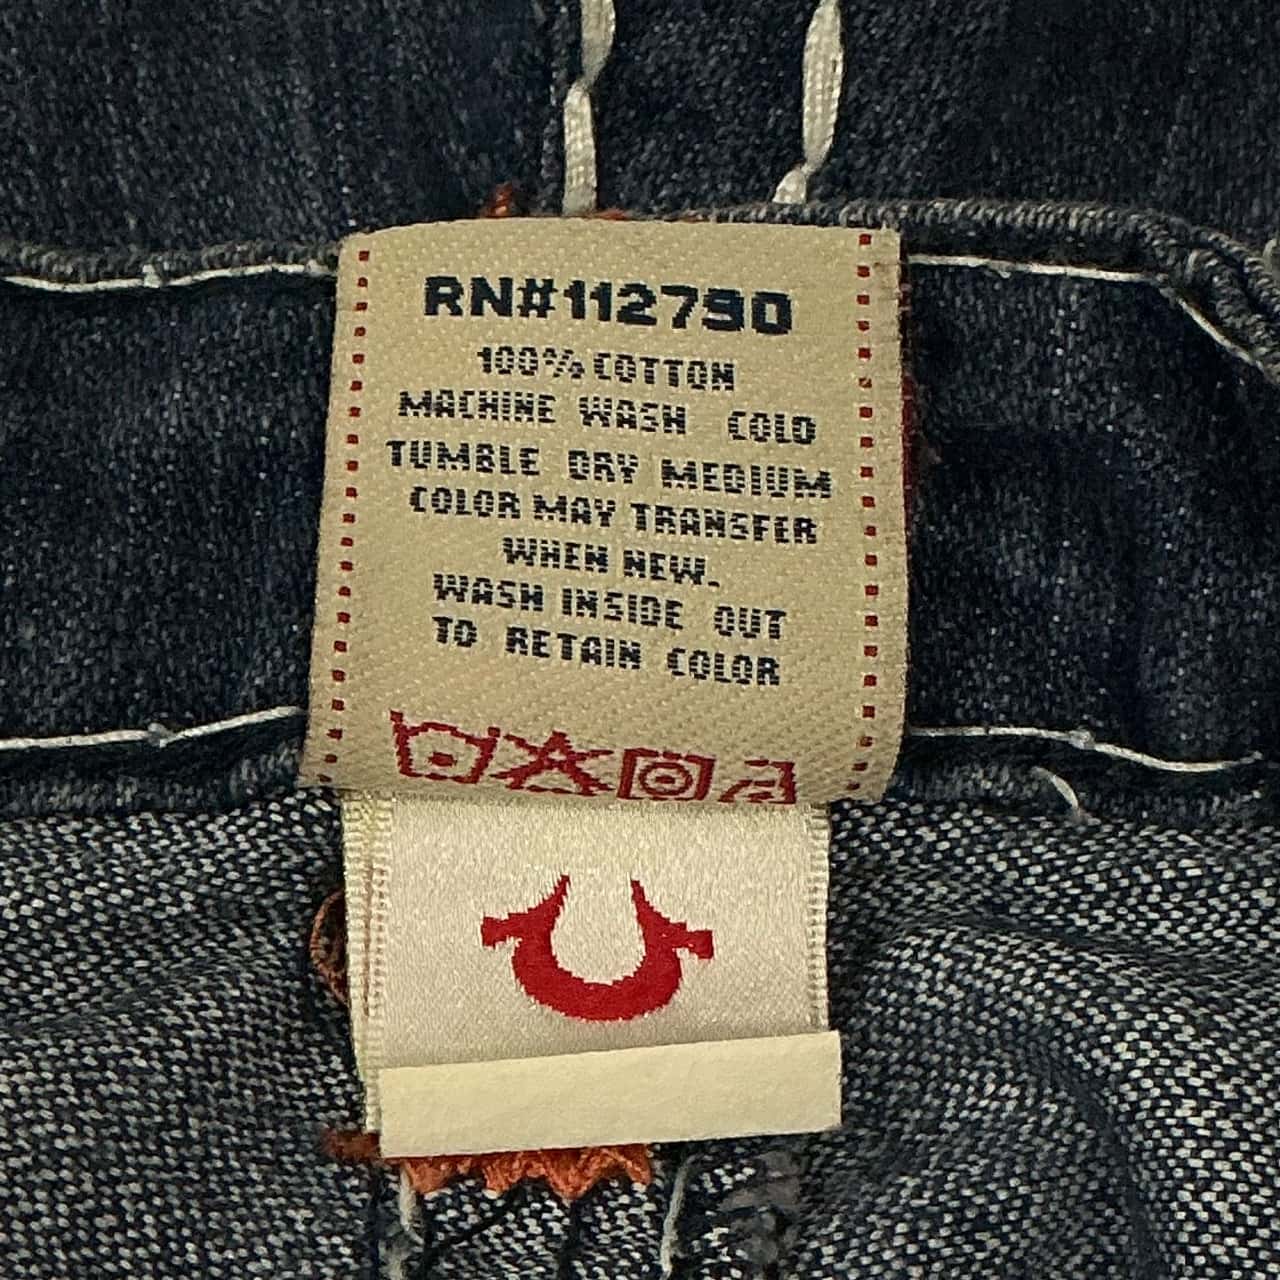 RN#112790
100% COTTON
MACHINE WASH COLD
TUMBLE DRY MEDIUM
COLOR MAY TRANSFER
WHEN NEW.
WASH INSIDE OUT
TO RETAIN COLOR